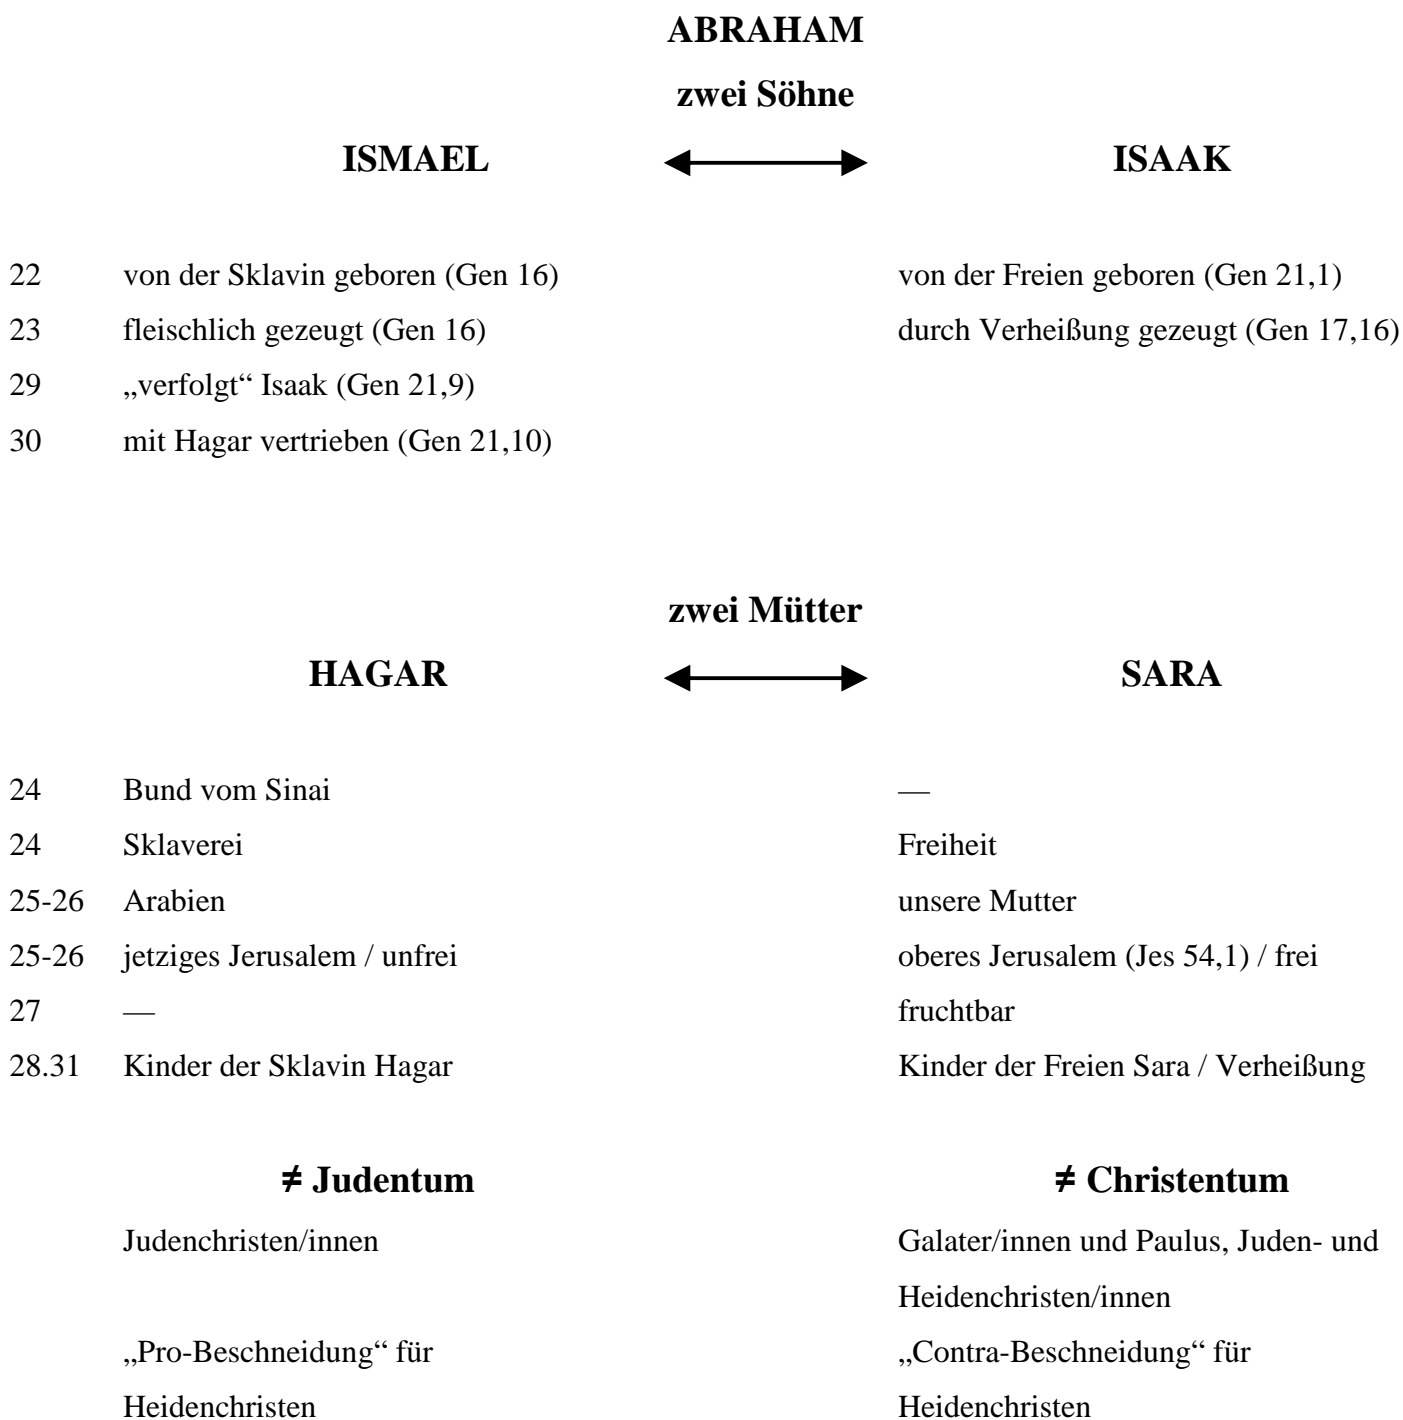 ABRAHAM
zwei Söhne
ISMAEL ISAAK
22 von der Sklavin geboren (Gen 16) von der Freien geboren (Gen 21,1)
23 fleischlich gezeugt (Gen 16) durch Verheißung gezeugt (Gen 17,16)
29 „verfolgt“ Isaak (Gen 21,9)
30 mit Hagar vertrieben (Gen 21,10)
zwei Mütter
HAGAR SARA
24 Bund vom Sinai —
24 Sklaverei Freiheit
25-26 Arabien unsere Mutter
25-26 jetziges Jerusalem / unfrei oberes Jerusalem (Jes 54,1) / frei
27 — fruchtbar
28.31 Kinder der Sklavin Hagar Kinder der Freien Sara / Verheißung
≠ Judentum ≠ Christentum
Judenchristen/innen Galater/innen und Paulus, Juden- und
Heidenchristen/innen
„Pro-Beschneidung“ für „Contra-Beschneidung“ für
Heidenchristen Heidenchristen